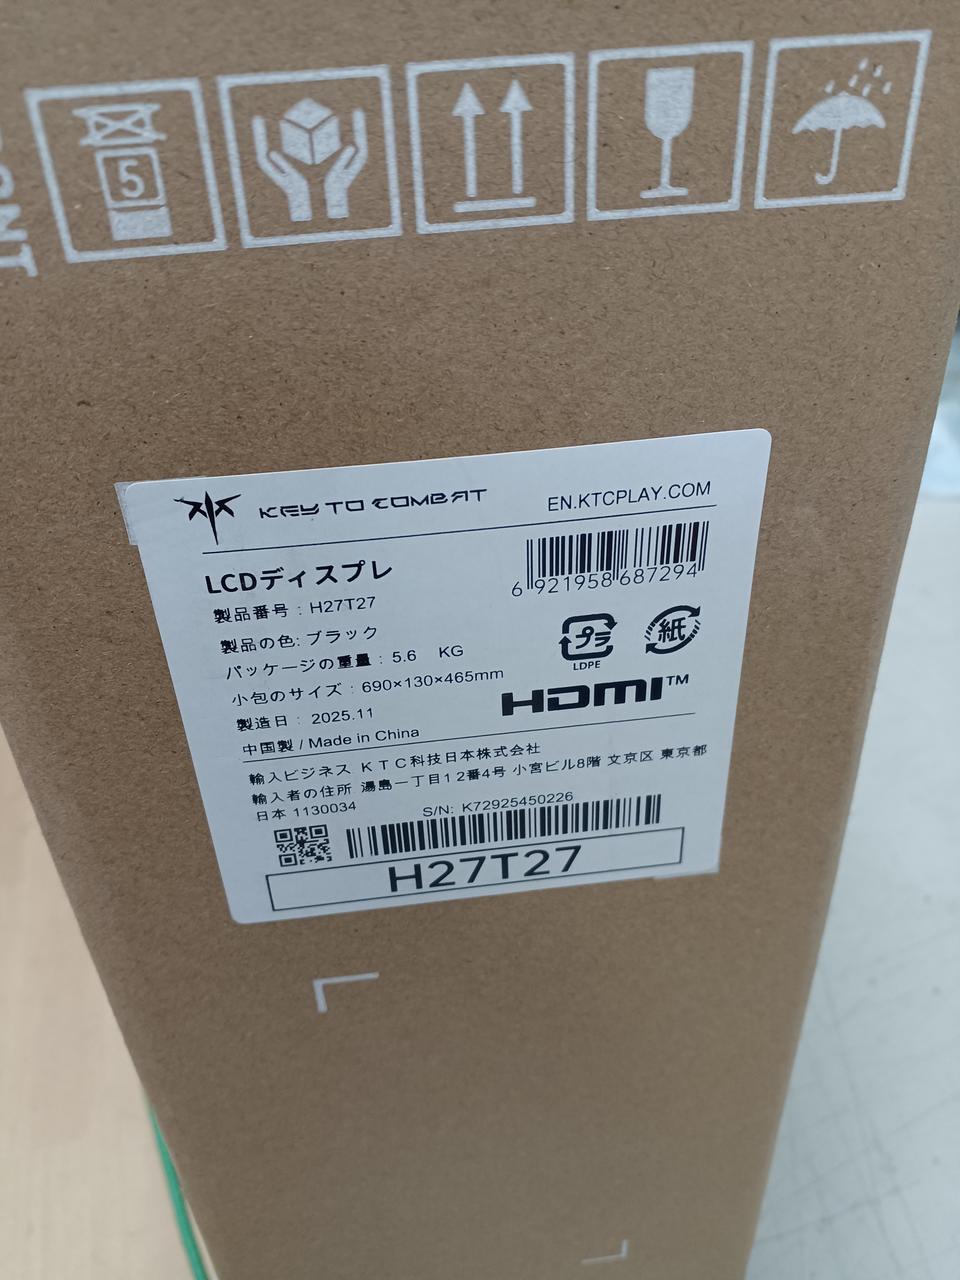 5
KEY TO COMBAT
EN.KTCPLAY.COM
LCDディスプレ
6 921958 687294
製品番号：H27T27
製品の色: ブラック
パッケージの重量：5.6 KG
小包のサイズ：690×130×465mm
製造日：2025.11
中国製 / Made in China
プラ
LDPE
紙
HDMI™
輸入ビジネス ＫＴＣ科技日本株式会社
輸入者の住所 湯島一丁目1 2番4号 小宮ビル8階 文京区 東京都
日本 1130034
S/N: K72925450226
H27T27